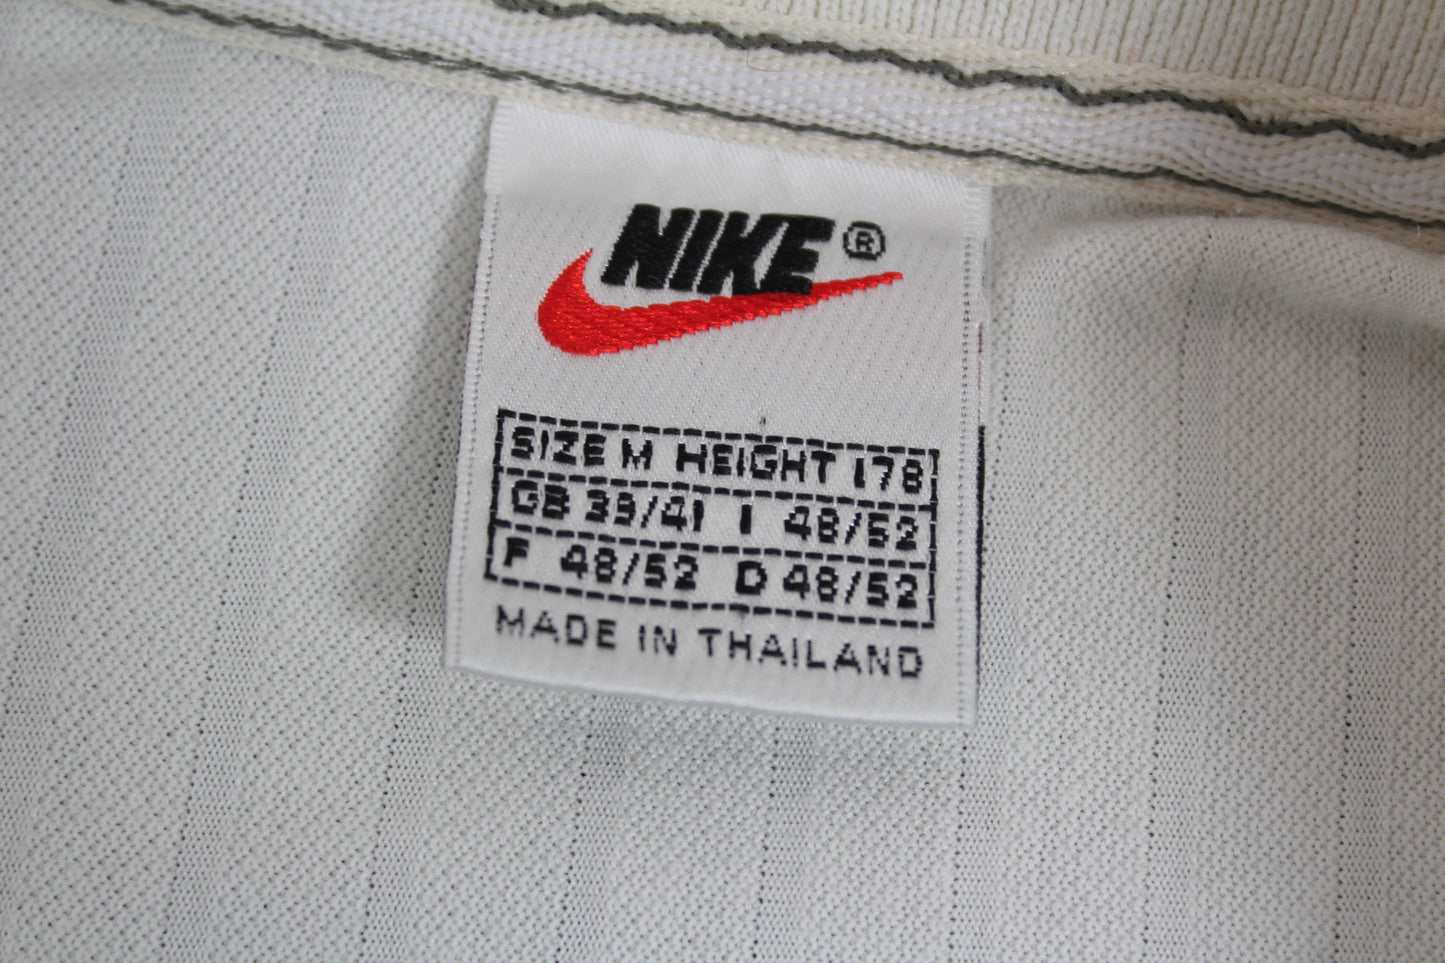 NIKE®
SIZE M HEIGHT 178
GB 39/41 I 48/52
F 48/52 D 48/52
MADE IN THAILAND